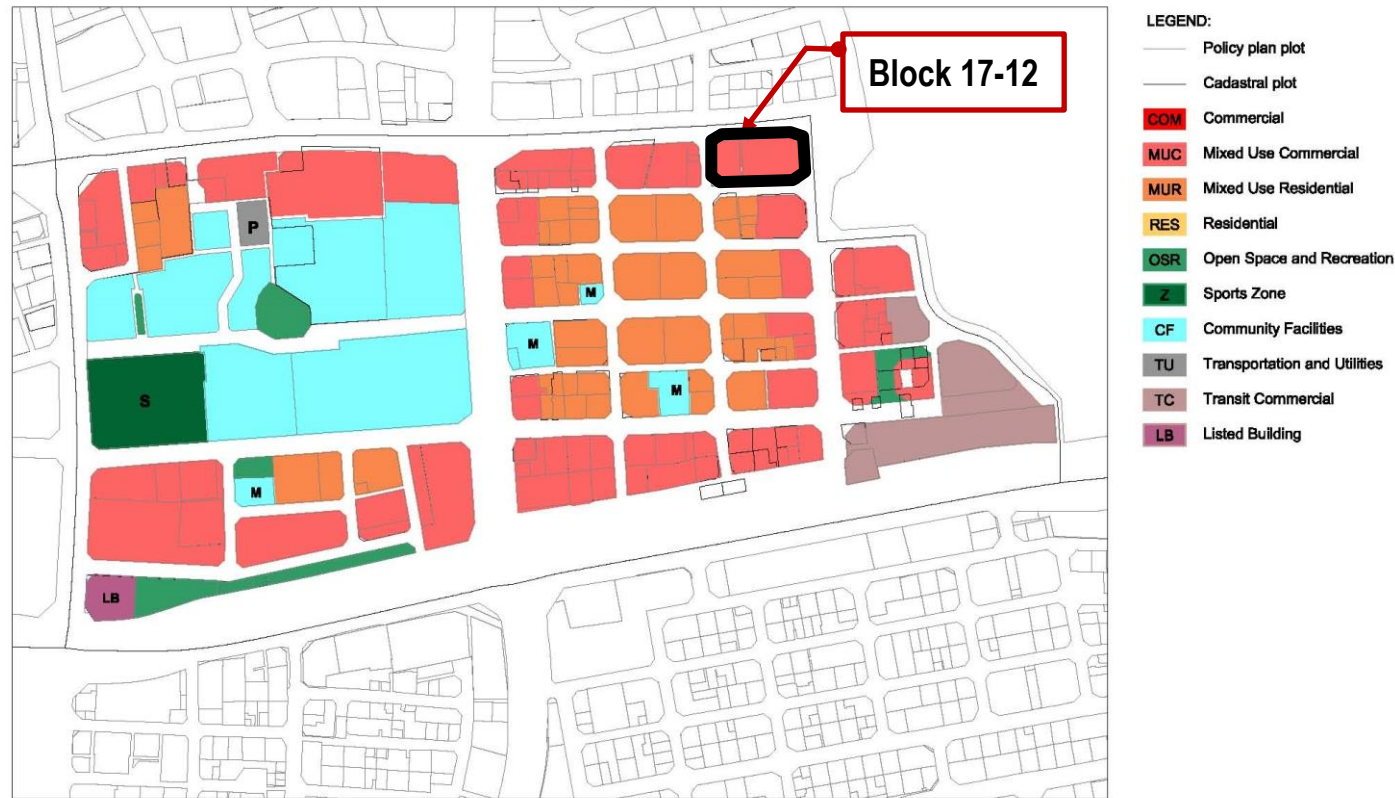 Block 17-12
P
M
M
M
S
M
LB
LEGEND:
Policy plan plot
Cadastral plot
COM Commercial
MUC Mixed Use Commercial
MUR Mixed Use Residential
RES Residential
OSR Open Space and Recreation
Z Sports Zone
CF Community Facilities
TU Transportation and Utilities
TC Transit Commercial
LB Listed Building